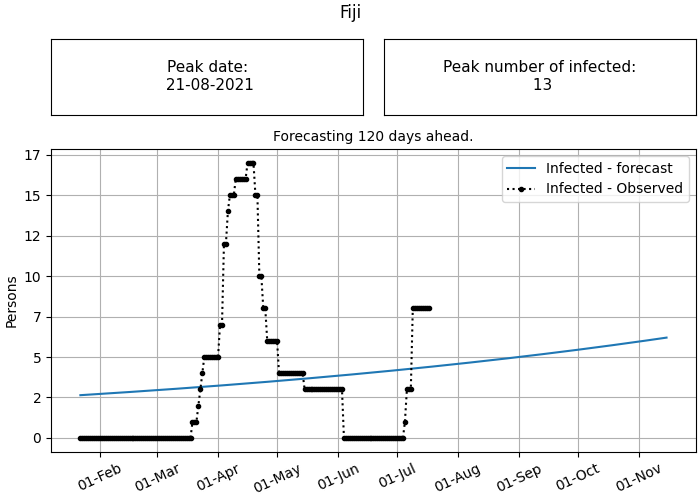 Fiji
Peak date:
21-08-2021
Peak number of infected:
13
Forecasting 120 days ahead.
Infected - forecast
Infected - Observed
Persons
17
15
12
10
7
5
2
0
01-Feb
01-Mar
01-Apr
01-May
01-Jun
01-Jul
01-Aug
01-Sep
01-Oct
01-Nov